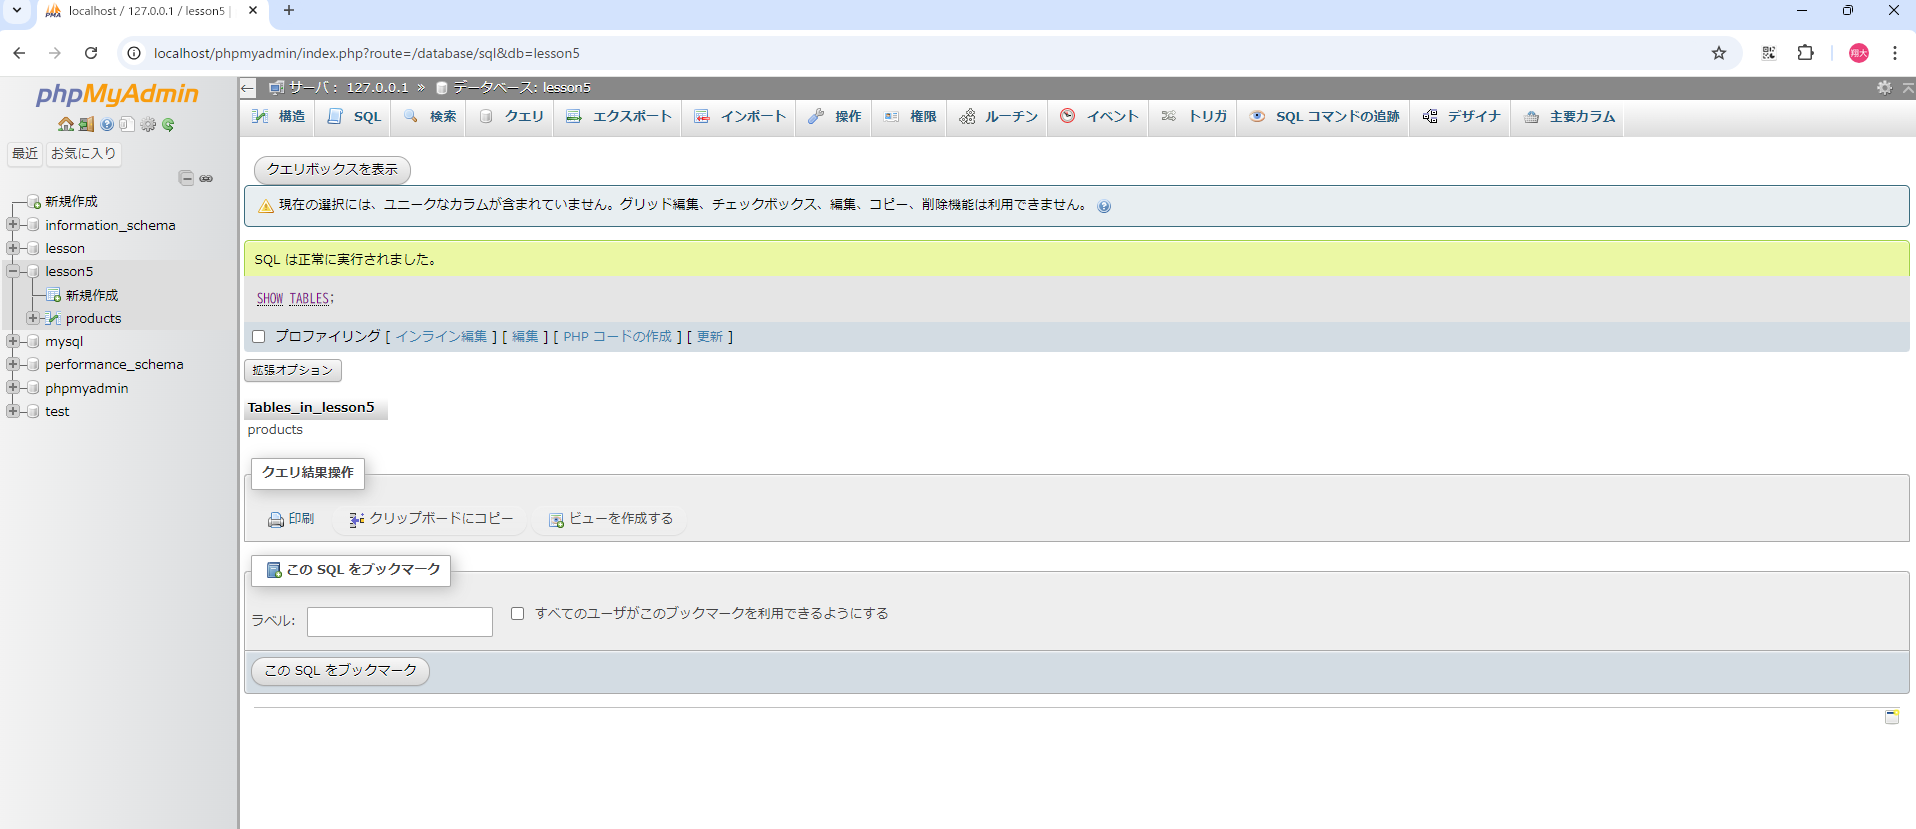 localhost / 127.0.0.1 / lesson5 |
localhost/phpmyadmin/index.php?route=/database/sql&db=lesson5
翔大
phpMyAdmin
最近 お気に入り
新規作成
information_schema
lesson
lesson5
新規作成
products
mysql
performance_schema
phpmyadmin
test
サーバ: 127.0.0.1 » データベース: lesson5
構造 SQL 検索 クエリ エクスポート インポート 操作 権限 ルーチン イベント トリガ SQL コマンドの追跡 デザイナ 主要カラム
クエリボックスを表示
現在の選択には、ユニークなカラムが含まれていません。グリッド編集、チェックボックス、編集、コピー、削除機能は利用できません。
SQL は正常に実行されました。
SHOW TABLES;
プロファイリング [ インライン編集 ] [ 編集 ] [ PHP コードの作成 ] [ 更新 ]
拡張オプション
Tables_in_lesson5
products
クエリ結果操作
印刷 クリップボードにコピー ビューを作成する
この SQL をブックマーク
ラベル: すべてのユーザがこのブックマークを利用できるようにする
この SQL をブックマーク